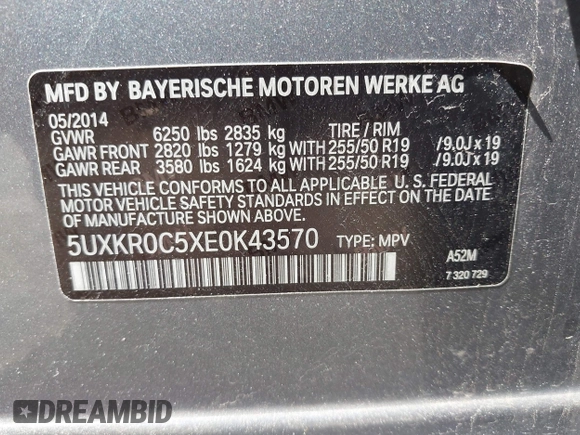 MFD BY BAYERISCHE MOTOREN WERKE AG
05/2014
GVWR 6250 lbs 2835 kg TIRE / RIM
GAWR FRONT 2820 lbs 1279 kg WITH 255/50 R19 /9.0J x 19
GAWR REAR 3580 lbs 1624 kg WITH 255/50 R19 /9.0J x 19
THIS VEHICLE CONFORMS TO ALL APPLICABLE U. S. FEDERAL
MOTOR VEHICLE SAFETY STANDARDS IN EFFECT ON THE DATE
OF MANUFACTURE SHOWN ABOVE.
5UXKR0C5XE0K43570 TYPE: MPV
A52M
7 320 729
DREAMBID